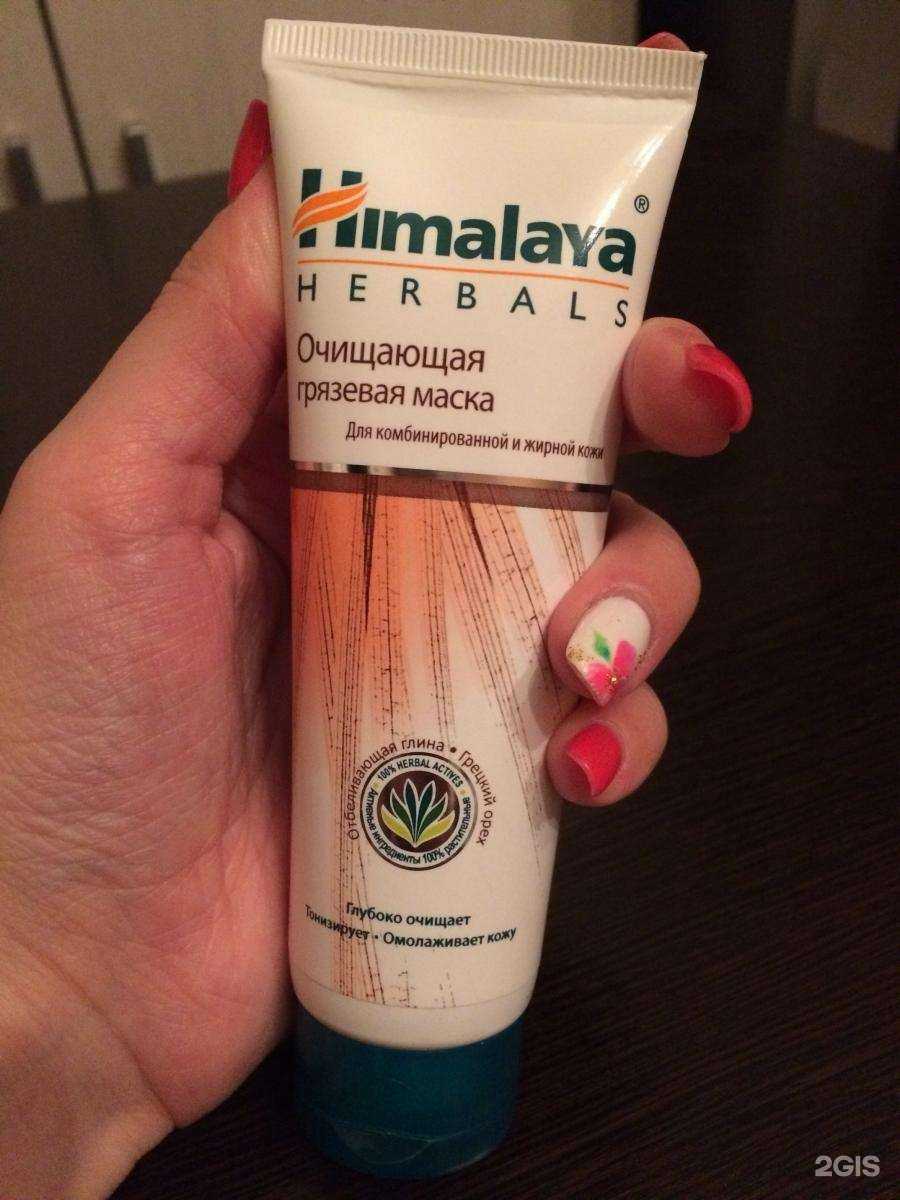 Himalaya®
HERBALS
Очищающая
грязевая маска
Для комбинированной и жирной кожи
Отбеливающая глина • Грецкий орех
100% HERBAL ACTIVES
Активные ингредиенты 100% растительные
Глубоко очищает
Тонизирует • Омолаживает кожу
2GIS